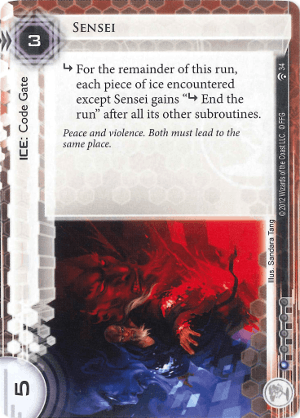 SENSEI
3
ICE: Code Gate
↳ For the remainder of this run,
each piece of ice encountered
except Sensei gains “↳ End the
run” after all its other subroutines.
Peace and violence. Both must lead to the
same place.
34
© 2012 Wizards of the Coast LLC. © FFG
Illus. Sandara Tang
5